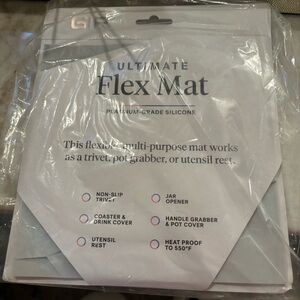 ULTIMATE
Flex Mat
PLATINUM-GRADE SILICONE
This flexible, multi-purpose mat works
as a trivet, pot grabber, or utensil rest.
NON-SLIP
TRIVET
COASTER &
DRINK COVER
UTENSIL
REST
JAR
OPENER
HANDLE GRABBER
& POT COVER
HEAT PROOF
TO 550°F